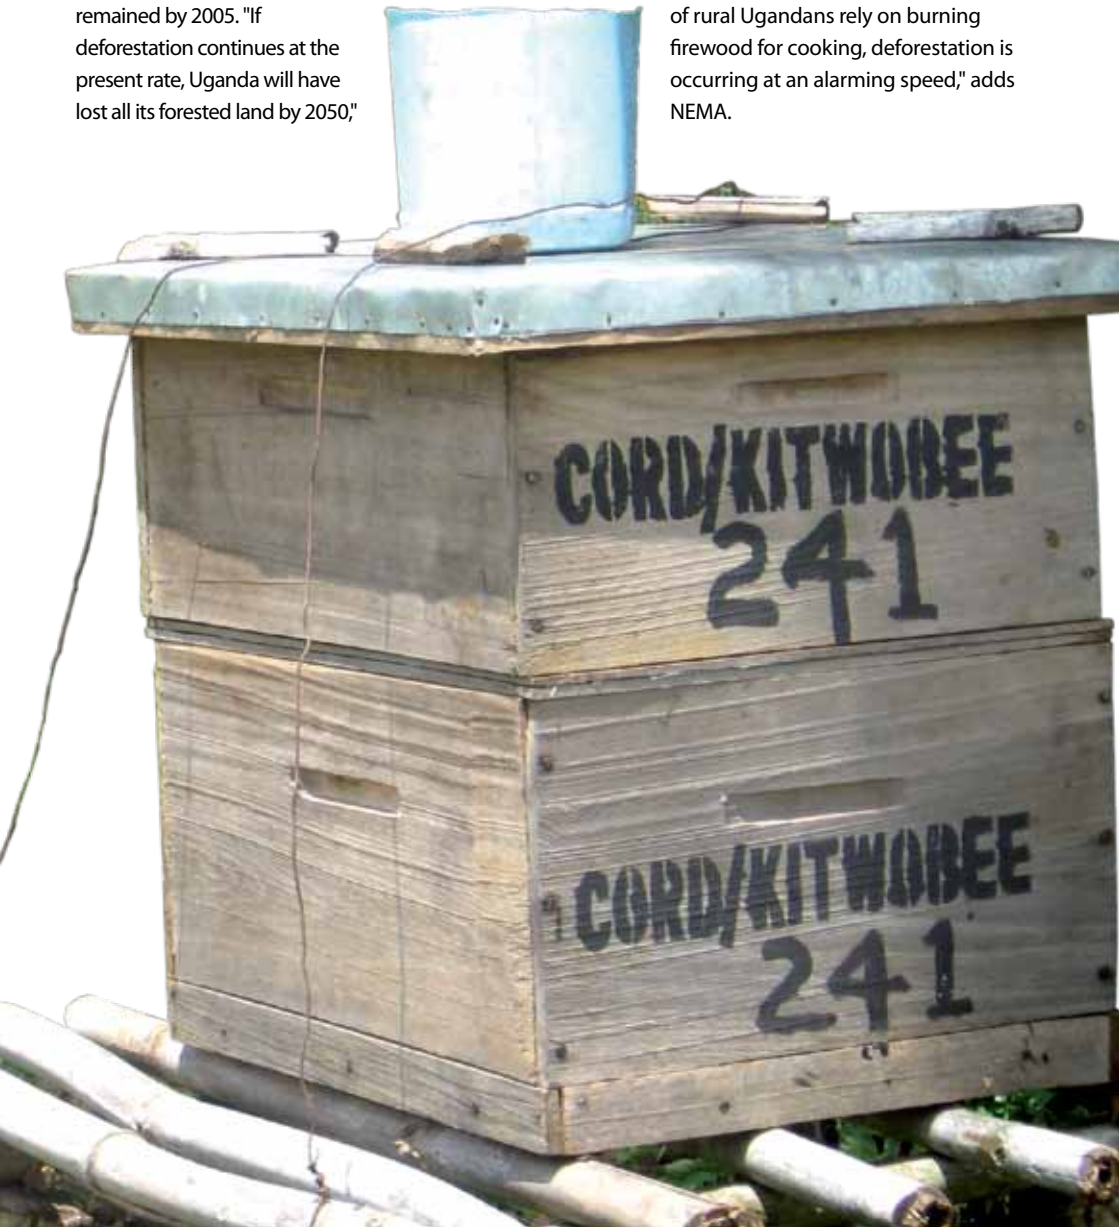 remained by 2005. "If
deforestation continues at the
present rate, Uganda will have
lost all its forested land by 2050,"
of rural Ugandans rely on burning
firewood for cooking, deforestation is
occurring at an alarming speed," adds
NEMA.
CORD/KITWOBEE
241
CORD/KITWOBEE
241